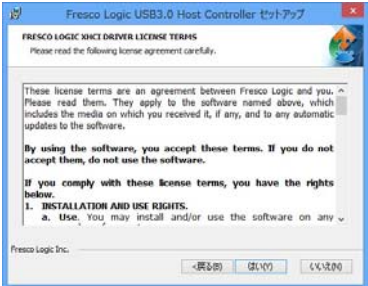 Fresco Logic USB3.0 Host Controller セットアップ
FRESCO LOGIC XHCI DRIVER LICENSE TERMS
Please read the following license agreement carefully.
These license terms are an agreement between Fresco Logic and you.
Please read them. They apply to the software named above, which
includes the media on which you received it, if any, and to any automatic
updates to the software.
By using the software, you accept these terms. If you do not
accept them, do not use the software.
If you comply with these license terms, you have the rights
below.
1. INSTALLATION AND USE RIGHTS.
a. Use. You may install and/or use the software on any
Fresco Logic Inc.
<戻る(B) はい(Y) いいえ(N)